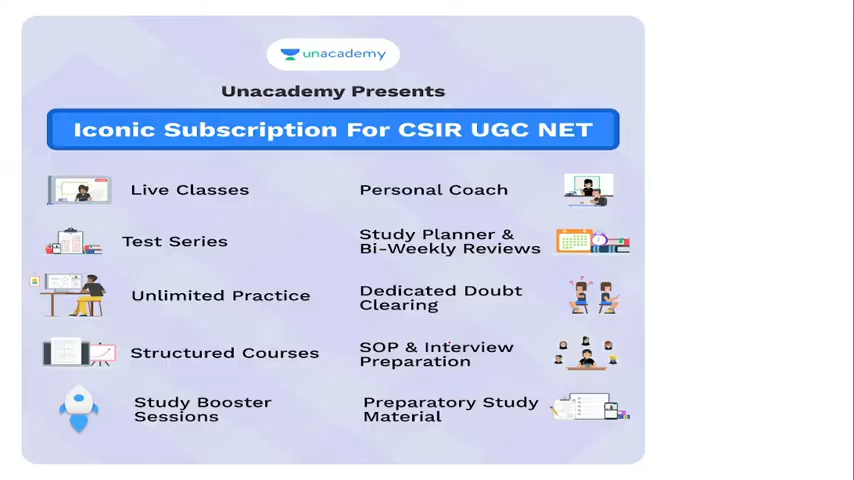 unacademy
Unacademy Presents
Iconic Subscription For CSIR UGC NET
Live Classes
Personal Coach
Test Series
Study Planner &
Bi-Weekly Reviews
Unlimited Practice
Dedicated Doubt
Clearing
Structured Courses
SOP & Interview
Preparation
Study Booster
Sessions
Preparatory Study
Material